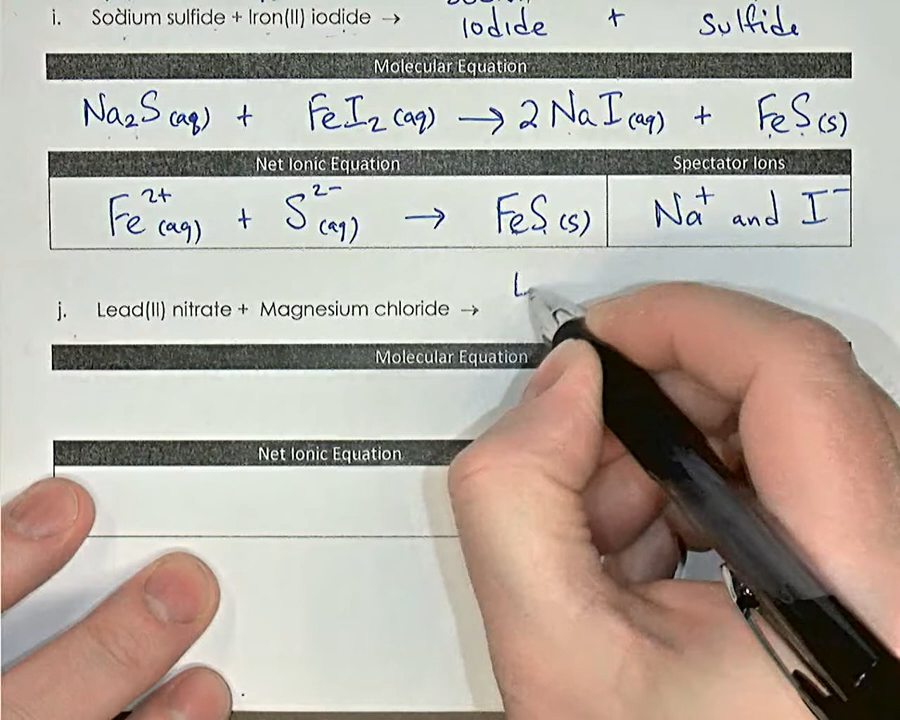 i. Sodium sulfide + Iron(II) iodide → Iodide + Sulfide
Molecular Equation
Na₂S (aq) + FeI₂ (aq) → 2 NaI (aq) + FeS (s)
Net Ionic Equation Spectator Ions
Fe²⁺ (aq) + S²⁻ (aq) → FeS (s) Na⁺ and I⁻
j. Lead(II) nitrate + Magnesium chloride → L
Molecular Equation
Net Ionic Equation